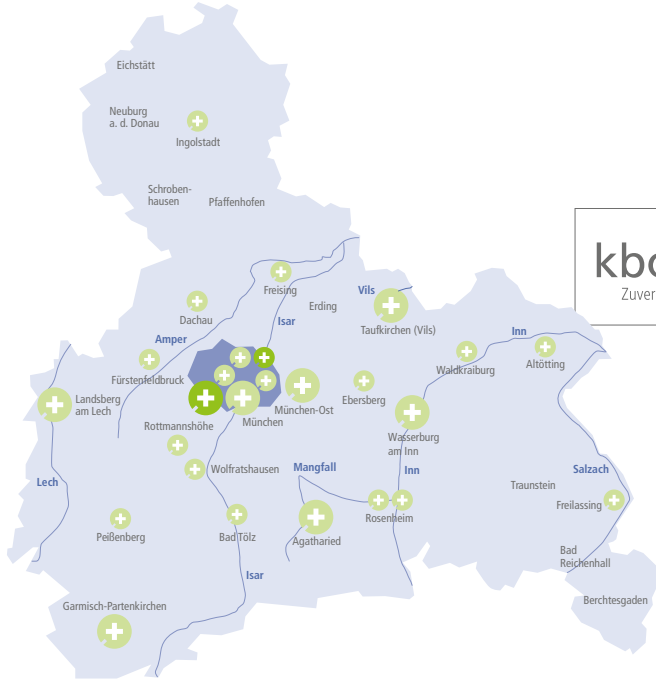 Eichstätt
Neuburg
a. d. Donau
Ingolstadt
Schroben-
hausen
Pfaffenhofen
kbo
Zuver
Freising
Vils
Erding
Isar
Dachau
Taufkirchen (Vils)
Amper
Inn
Fürstenfeldbruck
Waldkraiburg
Altötting
Landsberg
am Lech
Ebersberg
München-Ost
München
Rottmannshöhe
Wasserburg
am Inn
Wolfratshausen
Mangfall
Inn
Salzach
Lech
Traunstein
Freilassing
Rosenheim
Peißenberg
Bad Tölz
Agatharied
Bad
Reichenhall
Isar
Berchtesgaden
Garmisch-Partenkirchen